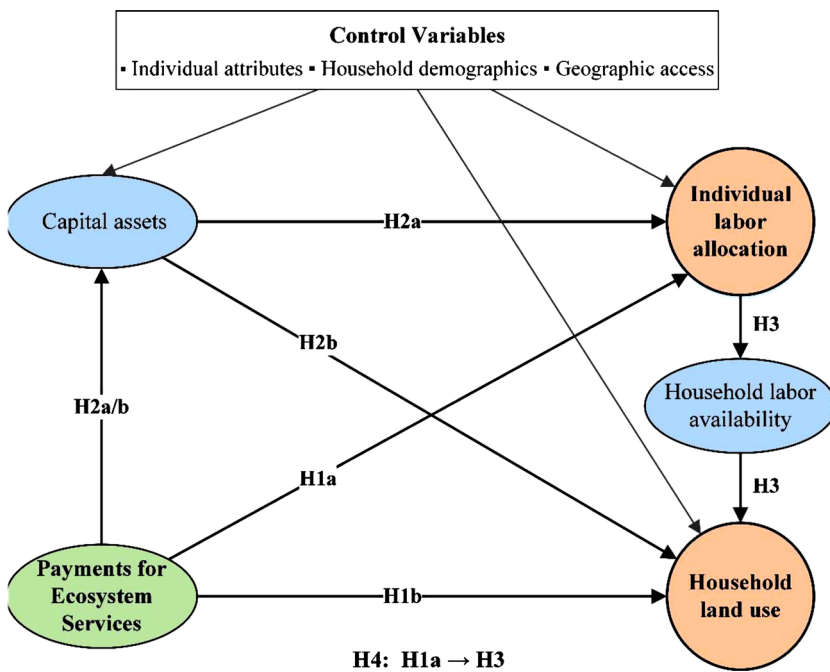 Control Variables
▪ Individual attributes ▪ Household demographics ▪ Geographic access
Capital assets
H2a
Individual
labor
allocation
H2b
H3
H2a/b
Household labor
availability
H1a
H3
Payments for
Ecosystem
Services
H1b
Household
land use
H4: H1a → H3